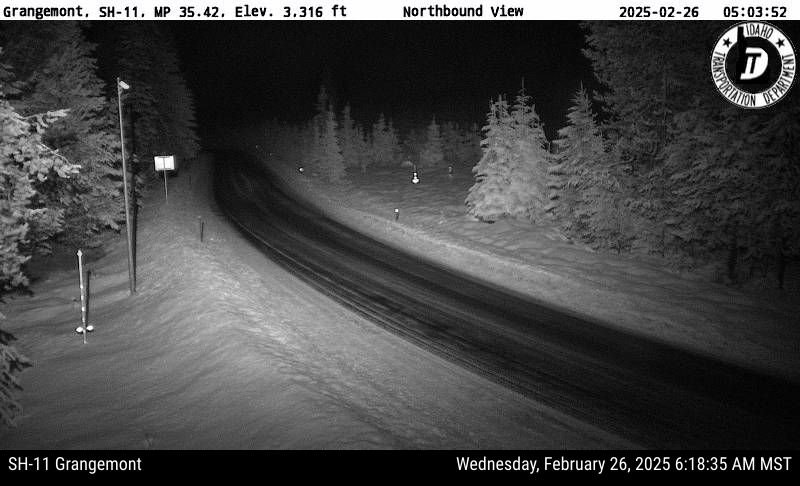 Grangemont, SH-11, MP 35.42, Elev. 3,316 ft Northbound View 2025-02-26 05:03:52
IDAHO
TRANSPORTATION DEPARTMENT
SH-11 Grangemont Wednesday, February 26, 2025 6:18:35 AM MST